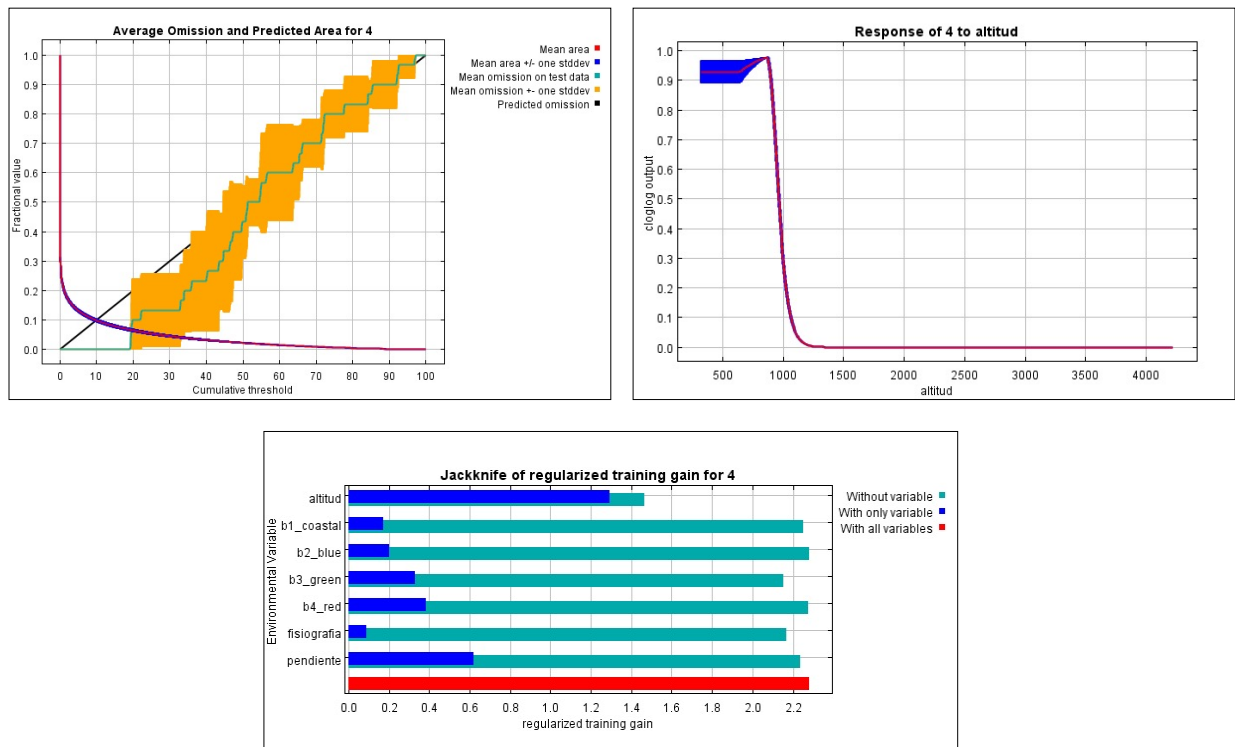 Average Omission and Predicted Area for 4
Mean area
Mean area +/- one stddev
Mean omission on test data
Mean omission +- one stddev
Predicted omission
Fractional value
1.0
0.9
0.8
0.7
0.6
0.5
0.4
0.3
0.2
0.1
0.0
0 10 20 30 40 50 60 70 80 90 100
Cumulative threshold
Response of 4 to altitud
cloglog output
1.0
0.9
0.8
0.7
0.6
0.5
0.4
0.3
0.2
0.1
0.0
500 1000 1500 2000 2500 3000 3500 4000
altitud
Jackknife of regularized training gain for 4
Without variable
With only variable
With all variables
Environmental Variable
altitud
b1_coastal
b2_blue
b3_green
b4_red
fisiografia
pendiente
0.0 0.2 0.4 0.6 0.8 1.0 1.2 1.4 1.6 1.8 2.0 2.2
regularized training gain